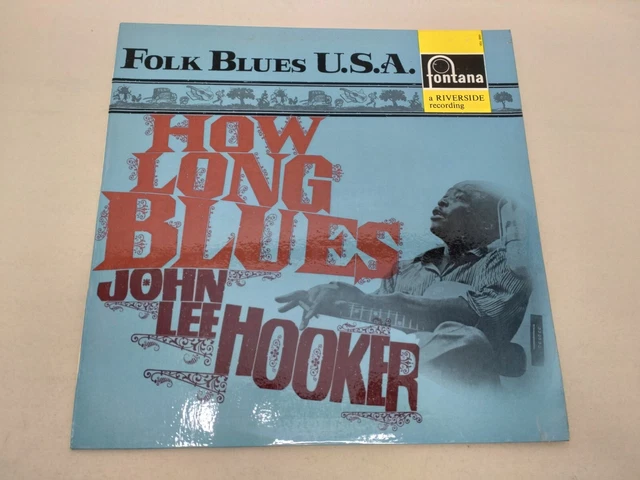 FOLK BLUES U.S.A.
fontana
a RIVERSIDE
recording
HOW
LONG
BLUES
JOHN
LEE
HOOKER